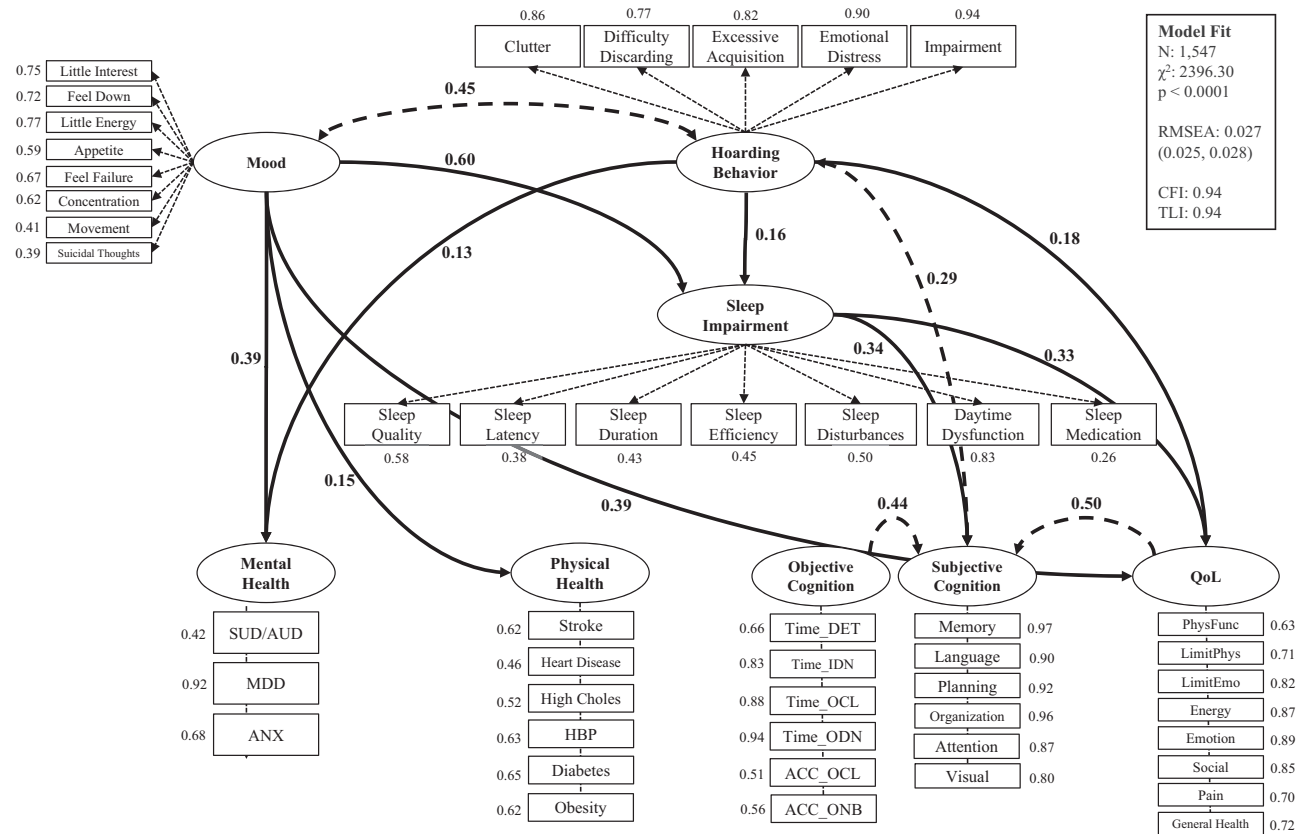 0.86
0.77
0.82
0.90
0.94
Clutter
Difficulty
Discarding
Excessive
Acquisition
Emotional
Distress
Impairment
Model Fit
N: 1,547
χ²: 2396.30
p < 0.0001
RMSEA: 0.027
(0.025, 0.028)
CFI: 0.94
TLI: 0.94
0.75 Little Interest
0.72 Feel Down
0.77 Little Energy
0.59 Appetite
0.67 Feel Failure
0.62 Concentration
0.41 Movement
0.39 Suicidal Thoughts
0.45
Mood
0.60
Hoarding
Behavior
0.13
0.16
0.29
0.18
Sleep
Impairment
0.39
0.34
0.33
Sleep
Quality
0.58
Sleep
Latency
0.38
Sleep
Duration
0.43
Sleep
Efficiency
0.45
Sleep
Disturbances
0.50
Daytime
Dysfunction
0.83
Sleep
Medication
0.26
0.15
0.39
0.44
0.50
Mental
Health
0.42 SUD/AUD
0.92 MDD
0.68 ANX
Physical
Health
0.62 Stroke
0.46 Heart Disease
0.52 High Choles
0.63 HBP
0.65 Diabetes
0.62 Obesity
Objective
Cognition
0.66 Time_DET
0.83 Time_IDN
0.88 Time_OCL
0.94 Time_ODN
0.51 ACC_OCL
0.56 ACC_ONB
Subjective
Cognition
Memory 0.97
Language 0.90
Planning 0.92
Organization 0.96
Attention 0.87
Visual 0.80
QoL
PhysFunc 0.63
LimitPhys 0.71
LimitEmo 0.82
Energy 0.87
Emotion 0.89
Social 0.85
Pain 0.70
General Health 0.72